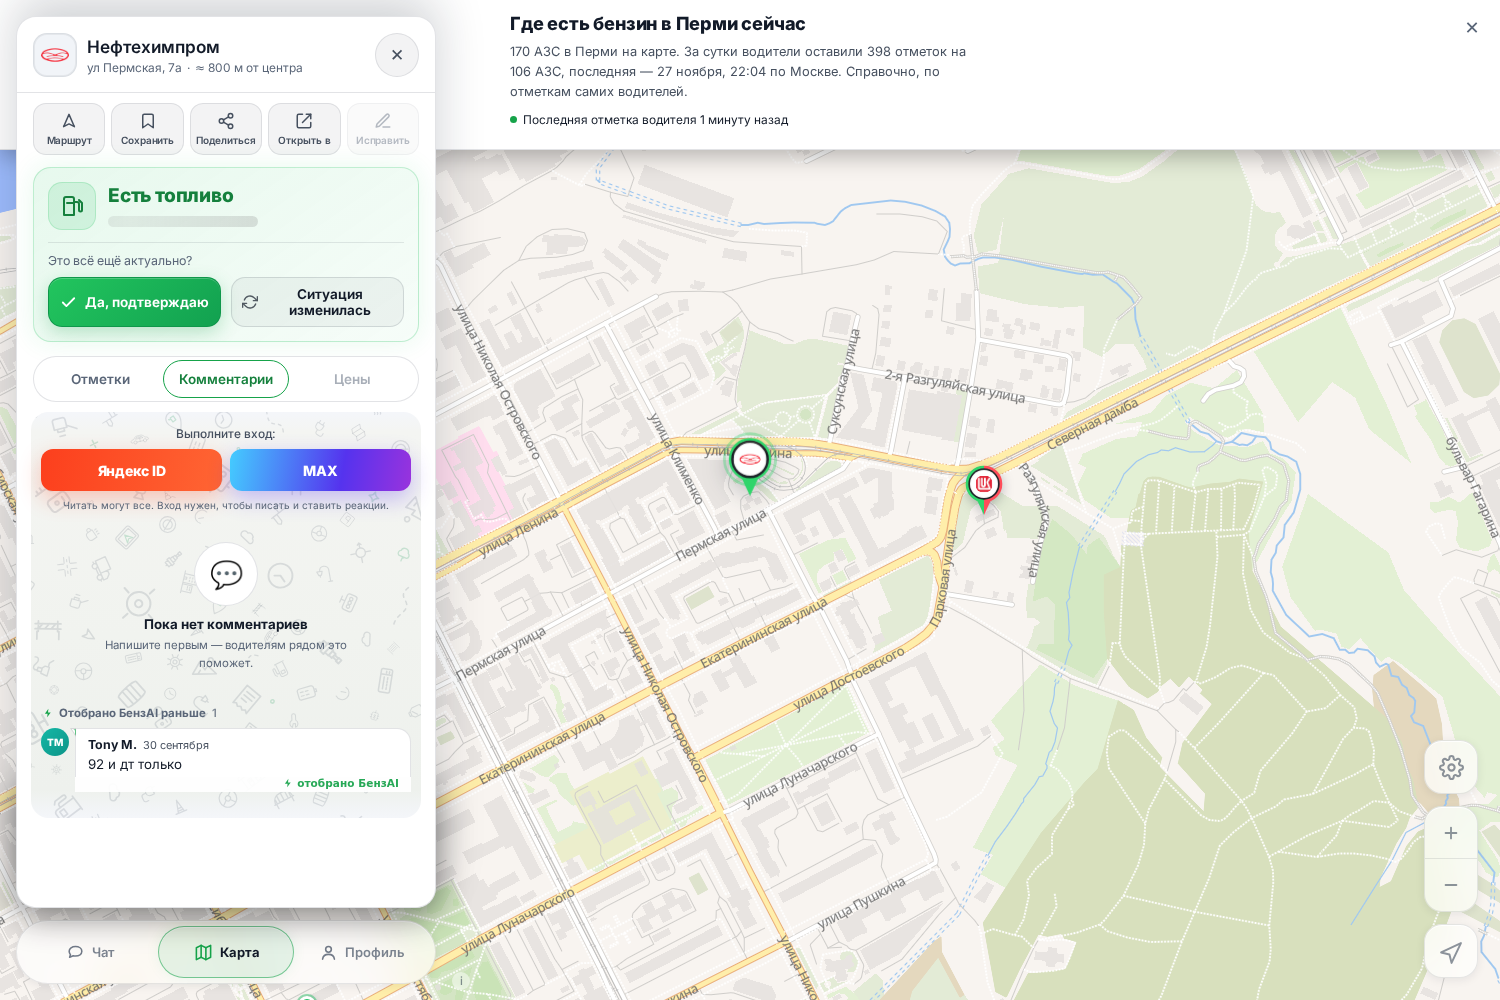 Нефтехимпром
ул Пермская, 7а · ≈ 800 м от центра
Маршрут
Сохранить
Поделиться
Открыть в
Исправить
Есть топливо
Это всё ещё актуально?
Да, подтверждаю
Ситуация
изменилась
Отметки
Комментарии
Цены
Выполните вход:
Яндекс ID
MAX
Читать могут все. Вход нужен, чтобы писать и ставить реакции.
Пока нет комментариев
Напишите первым — водителям рядом это
поможет.
Отобрано БензAI раньше 1
TM
Tony M. 30 сентября
92 и дт только
отобрано БензAI
Чат
Карта
Профиль
Где есть бензин в Перми сейчас
170 АЗС в Перми на карте. За сутки водители оставили 398 отметок на
106 АЗС, последняя — 27 ноября, 22:04 по Москве. Справочно, по
отметкам самих водителей.
Последняя отметка водителя 1 минуту назад
улица Николая Островского
улица Клименко
Суксунская улица
2-я Разгуляйская улица
Северная дамба
Разгуляйская улица
бульвар Гагарина
улица Ленина
Пермская улица
Парковая улица
Пермская улица
Екатерининская улица
улица Достоевского
улица Николая Островского
Екатерининская улица
улица Луначарского
улица Пушкина
улица Луначарского
улица Николая Остр
катерининская